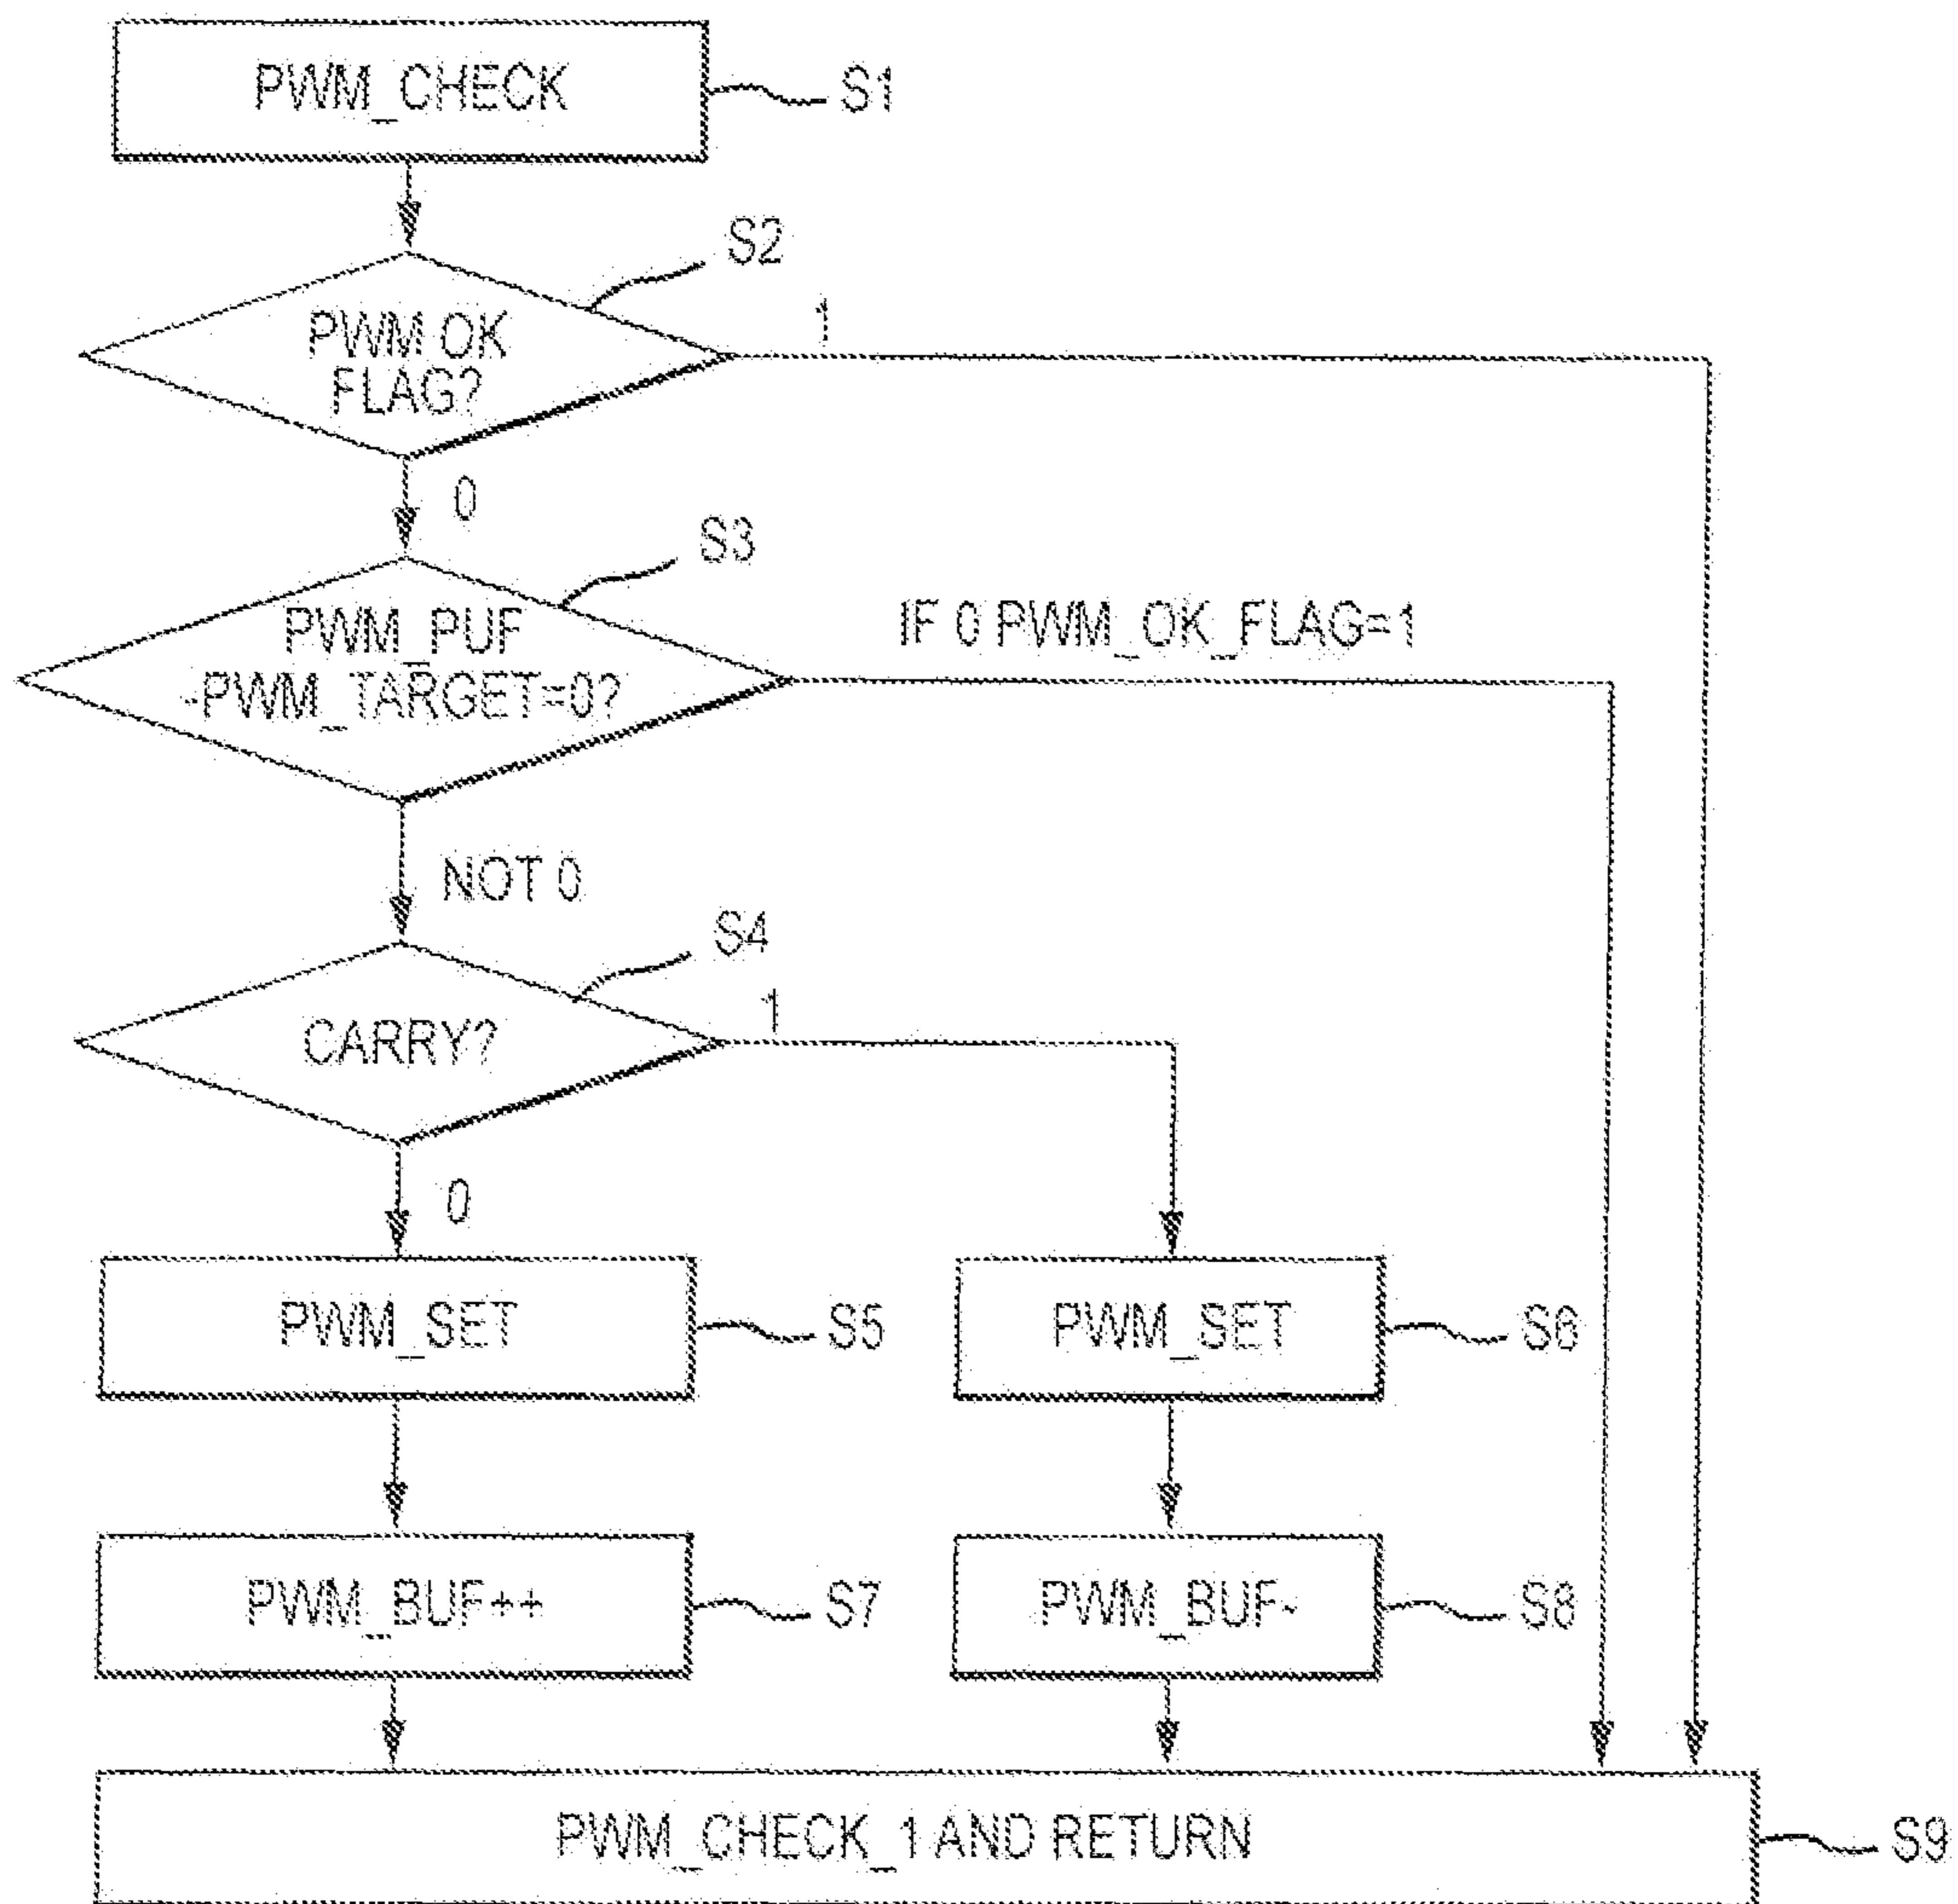 PWM_CHECK
S1
S2
PWM OK
FLAG?
1
0
S3
PWM_PUF
-PWM_TARGET=0?
IF 0 PWM_OK_FLAG=1
NOT 0
S4
CARRY?
1
0
PWM_SET
S5
PWM_SET
S6
PWM_BUF++
S7
PWM_BUF-
S8
PWM_CHECK_1 AND RETURN
S9